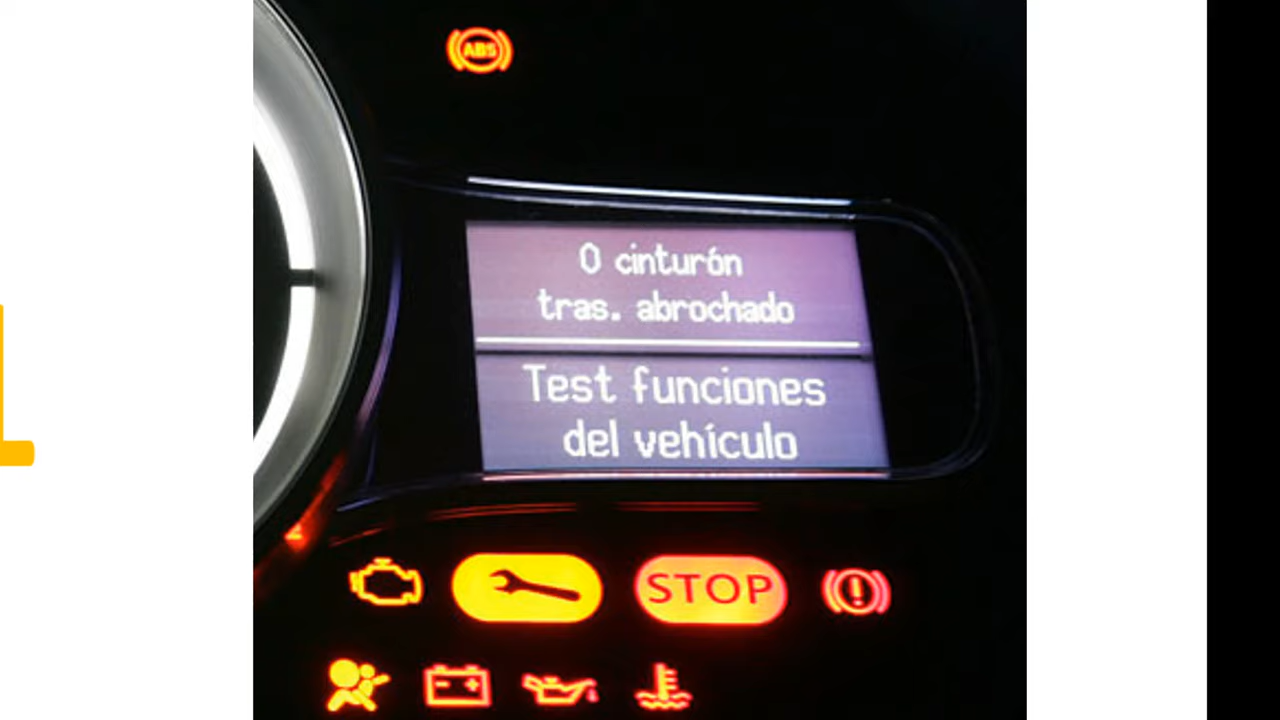 ABS
0 cinturón
tras. abrochado
Test funciones
del vehículo
STOP